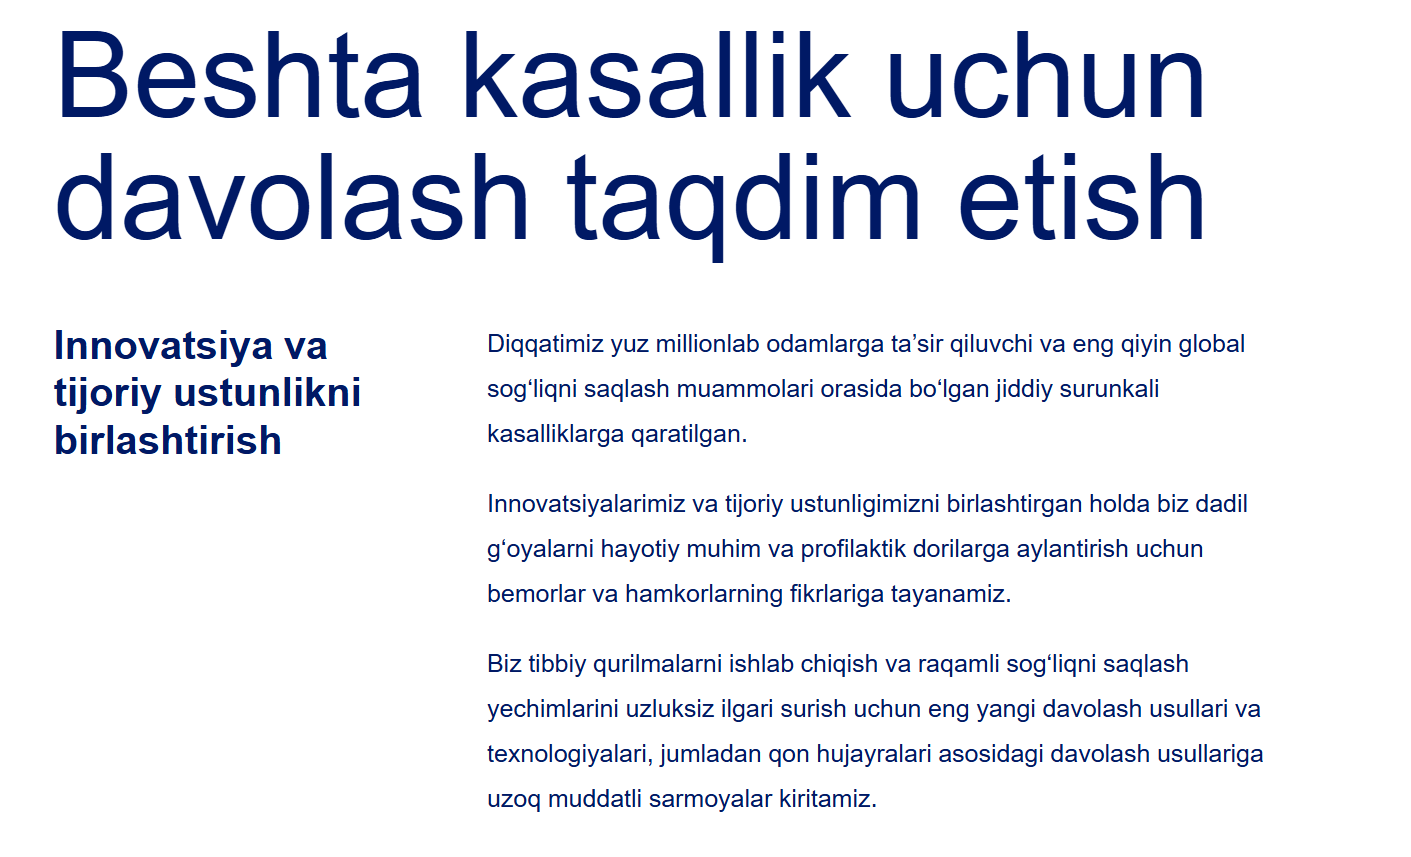 Beshta kasallik uchun
davolash taqdim etish
Innovatsiya va
tijoriy ustunlikni
birlashtirish
Diqqatimiz yuz millionlab odamlarga ta’sir qiluvchi va eng qiyin global
sog‘liqni saqlash muammolari orasida bo‘lgan jiddiy surunkali
kasalliklarga qaratilgan.
Innovatsiyalarimiz va tijoriy ustunligimizni birlashtirgan holda biz dadil
g‘oyalarni hayotiy muhim va profilaktik dorilarga aylantirish uchun
bemorlar va hamkorlarning fikrlariga tayanamiz.
Biz tibbiy qurilmalarni ishlab chiqish va raqamli sog‘liqni saqlash
yechimlarini uzluksiz ilgari surish uchun eng yangi davolash usullari va
texnologiyalari, jumladan qon hujayralari asosidagi davolash usullariga
uzoq muddatli sarmoyalar kiritamiz.